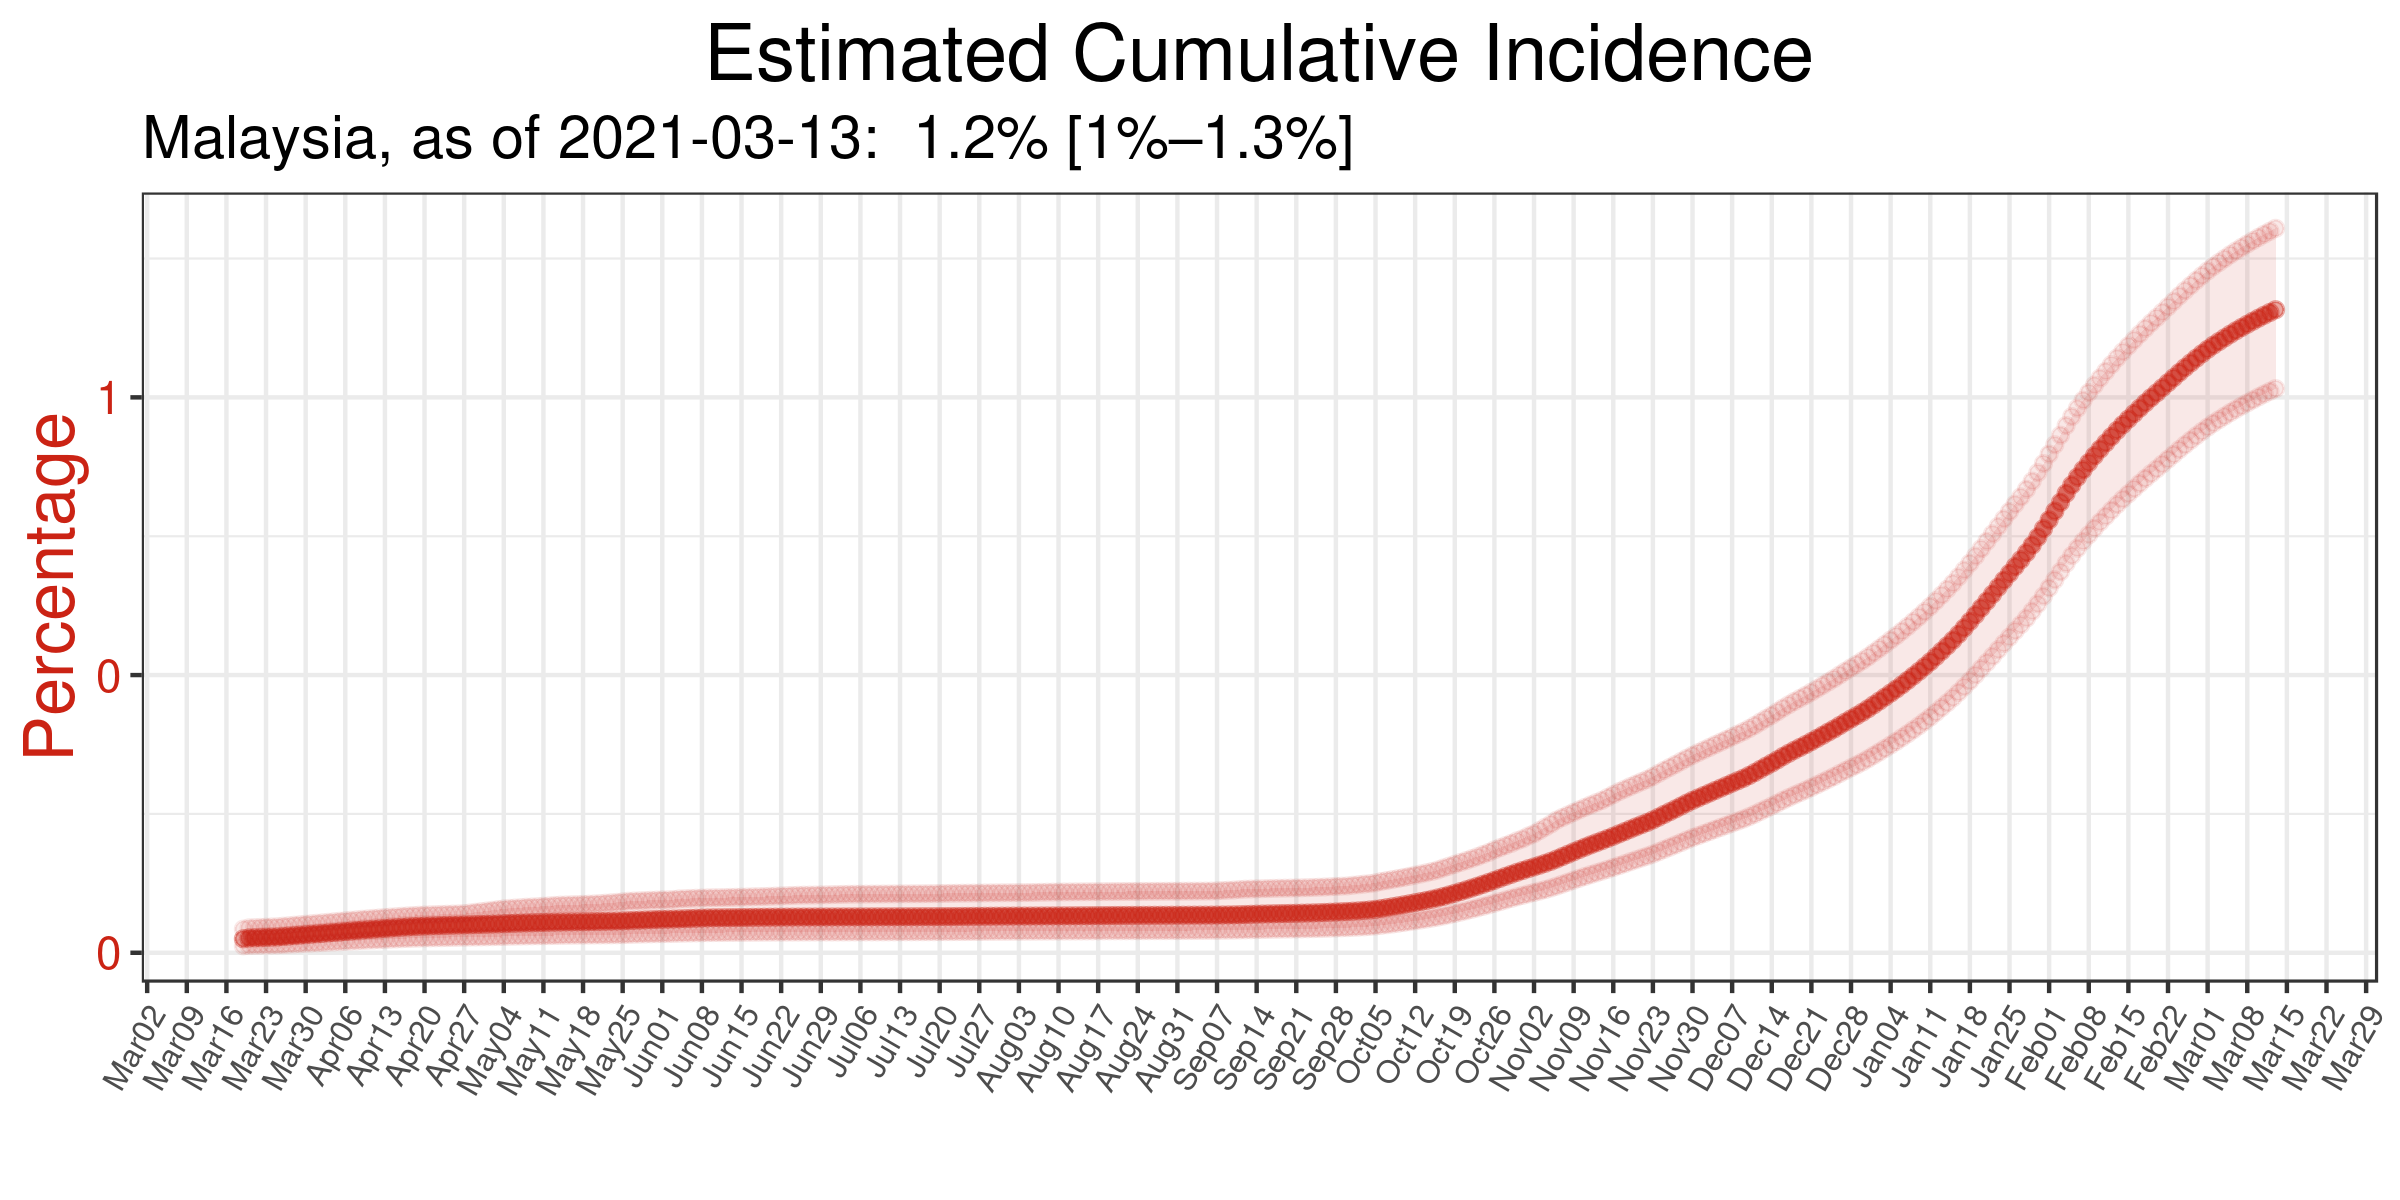 Estimated Cumulative Incidence
Malaysia, as of 2021-03-13:  1.2% [1%–1.3%]
Percentage
1
0
0
Mar02
Mar09
Mar16
Mar23
Mar30
Apr06
Apr13
Apr20
Apr27
May04
May11
May18
May25
Jun01
Jun08
Jun15
Jun22
Jun29
Jul06
Jul13
Jul20
Jul27
Aug03
Aug10
Aug17
Aug24
Aug31
Sep07
Sep14
Sep21
Sep28
Oct05
Oct12
Oct19
Oct26
Nov02
Nov09
Nov16
Nov23
Nov30
Dec07
Dec14
Dec21
Dec28
Jan04
Jan11
Jan18
Jan25
Feb01
Feb08
Feb15
Feb22
Mar01
Mar08
Mar15
Mar22
Mar29